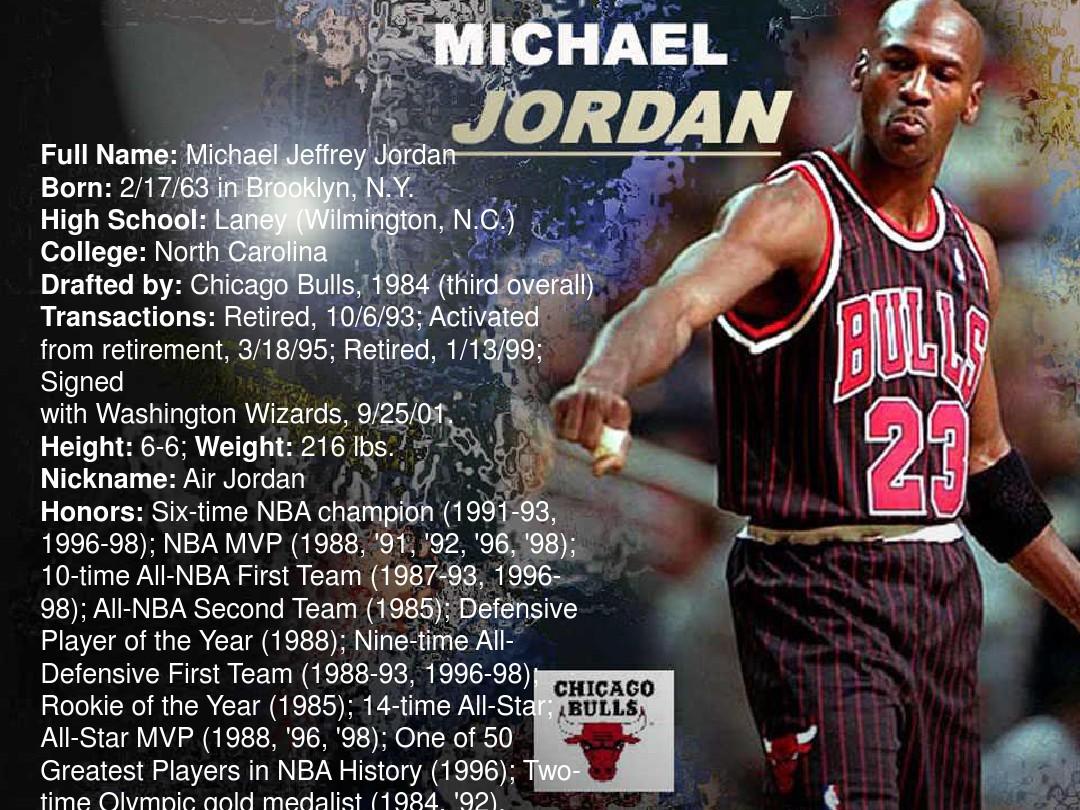 MICHAEL
JORDAN
Full Name: Michael Jeffrey Jordan
Born: 2/17/63 in Brooklyn, N.Y.
High School: Laney (Wilmington, N.C.)
College: North Carolina
Drafted by: Chicago Bulls, 1984 (third overall)
Transactions: Retired, 10/6/93; Activated
from retirement, 3/18/95; Retired, 1/13/99;
Signed
with Washington Wizards, 9/25/01.
Height: 6-6; Weight: 216 lbs.
Nickname: Air Jordan
Honors: Six-time NBA champion (1991-93,
1996-98); NBA MVP (1988, '91, '92, '96, '98);
10-time All-NBA First Team (1987-93, 1996-
98); All-NBA Second Team (1985); Defensive
Player of the Year (1988); Nine-time All-
Defensive First Team (1988-93, 1996-98);
Rookie of the Year (1985); 14-time All-Star;
All-Star MVP (1988, '96, '98); One of 50
Greatest Players in NBA History (1996); Two-
time Olympic gold medalist (1984, '92).
BULLS
23
CHICAGO
BULLS